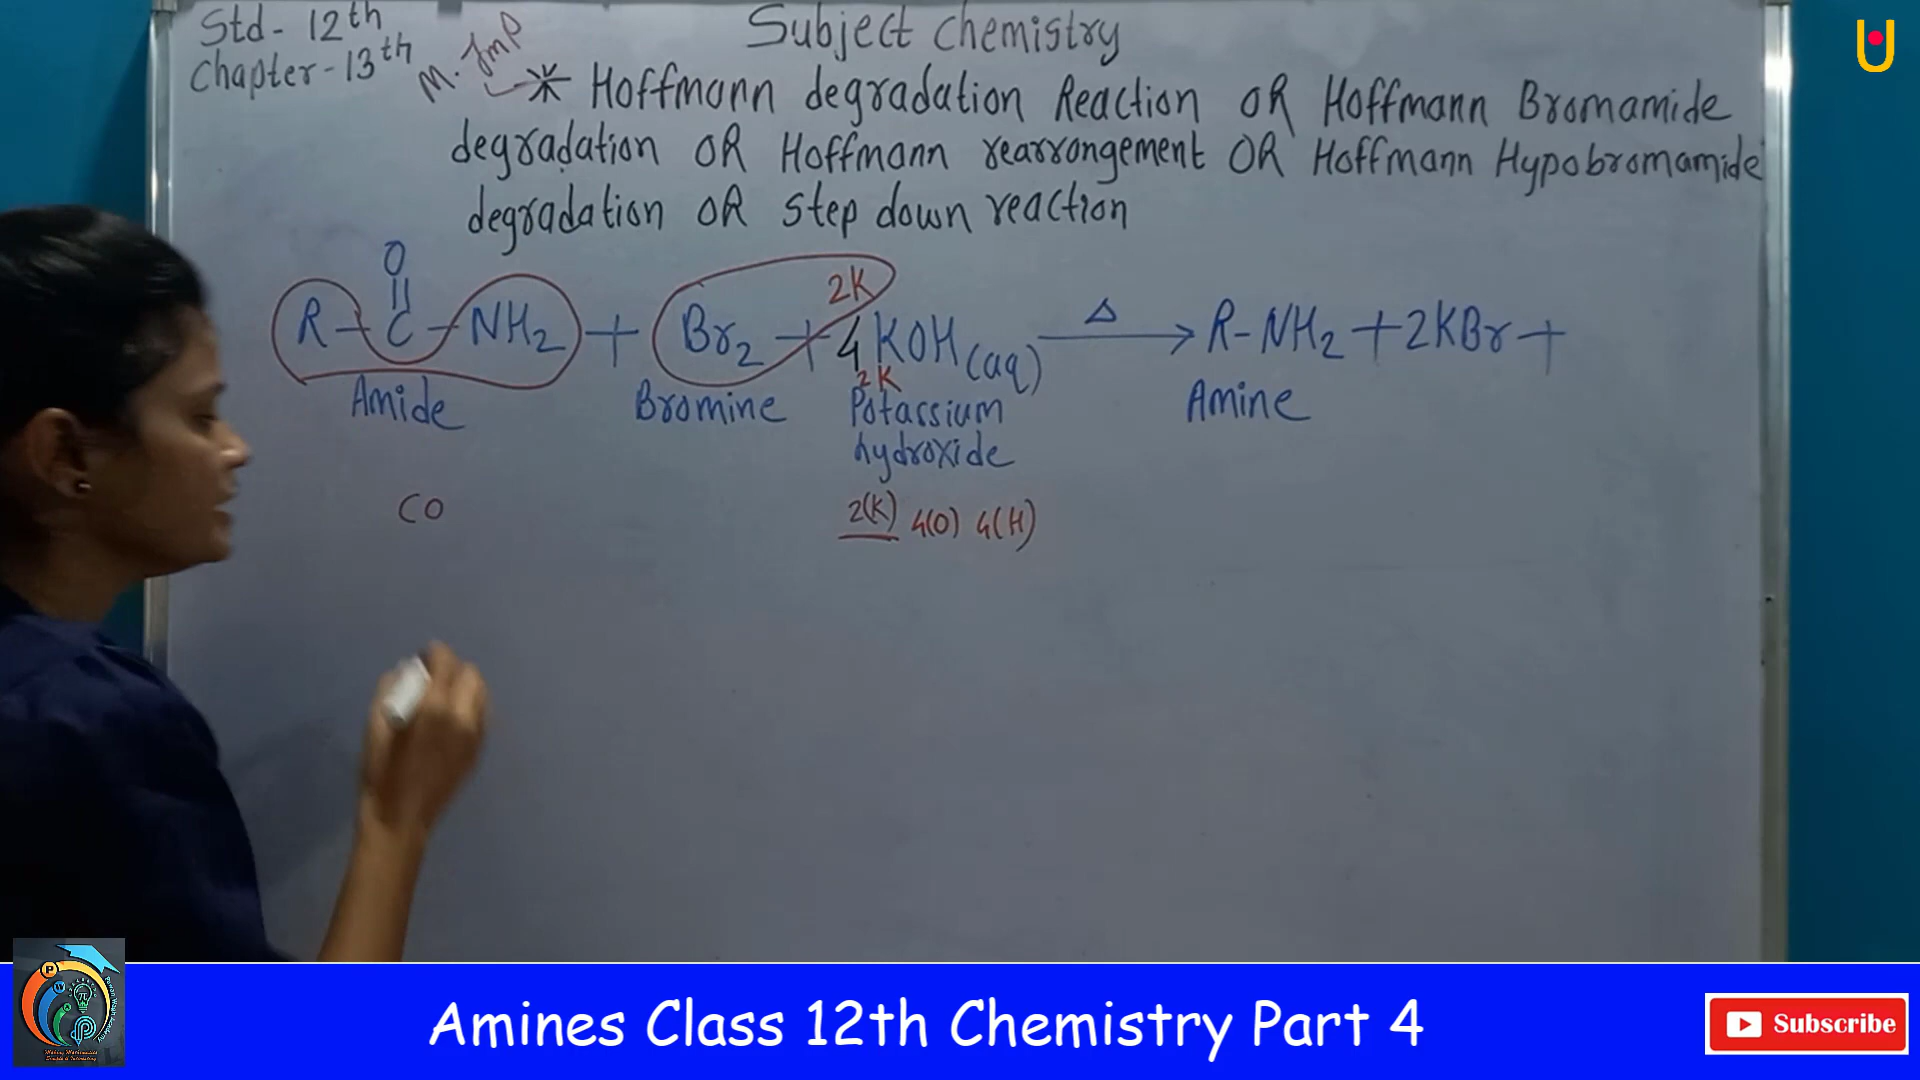 Std- 12th
Chapter-13th
M. Imp
Subject Chemistry
* Hoffmann degradation Reaction OR Hoffmann Bromamide
degradation OR Hoffmann rearrangement OR Hoffmann Hypobromamide
degradation OR Step down reaction
O
R-C-NH2 + Br2 + 4KOH(aq) Δ→ R-NH2 + 2KBr +
2K
2K
Amide Bromine Potassium hydroxide Amine
CO 2(K) 4(O) 4(H)
Amines Class 12th Chemistry Part 4
Subscribe